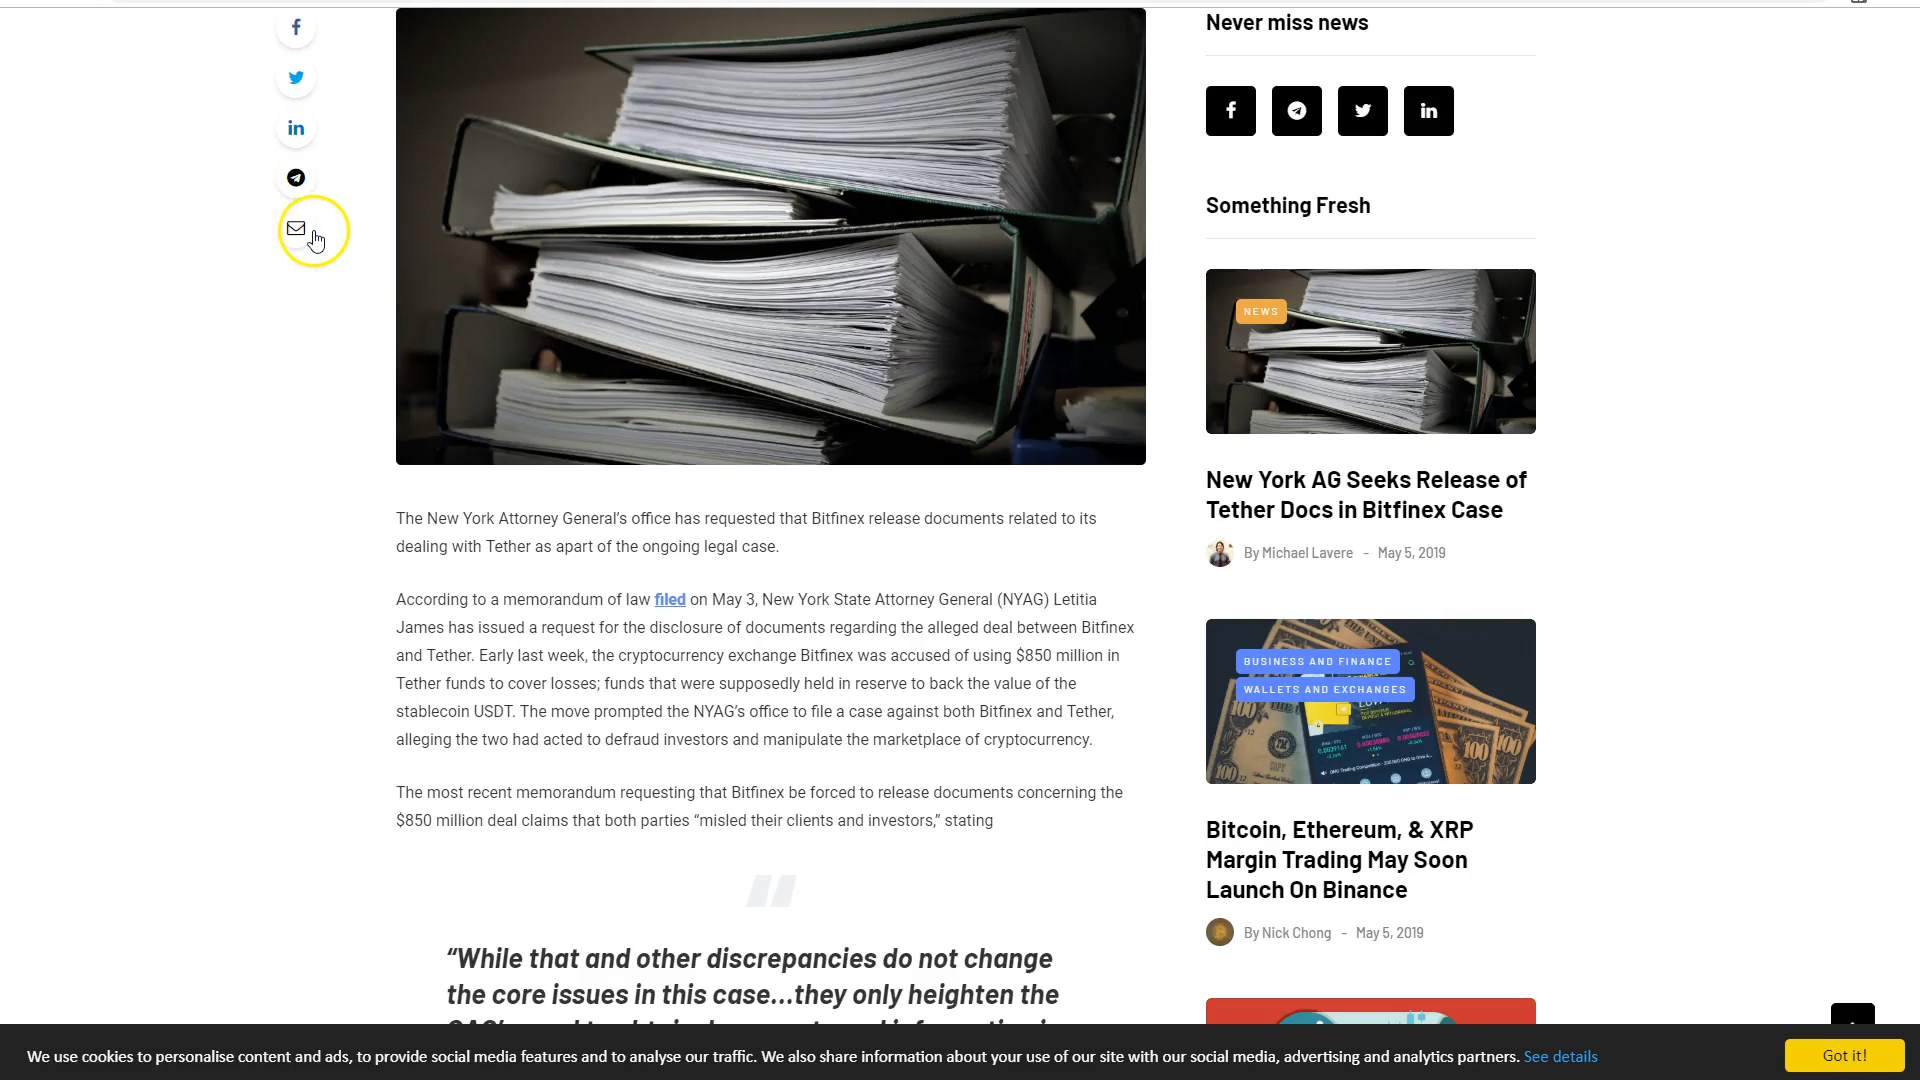 The New York Attorney General’s office has requested that Bitfinex release documents related to its
dealing with Tether as apart of the ongoing legal case.
According to a memorandum of law filed on May 3, New York State Attorney General (NYAG) Letitia
James has issued a request for the disclosure of documents regarding the alleged deal between Bitfinex
and Tether. Early last week, the cryptocurrency exchange Bitfinex was accused of using $850 million in
Tether funds to cover losses; funds that were supposedly held in reserve to back the value of the
stablecoin USDT. The move prompted the NYAG’s office to file a case against both Bitfinex and Tether,
alleging the two had acted to defraud investors and manipulate the marketplace of cryptocurrency.
The most recent memorandum requesting that Bitfinex be forced to release documents concerning the
$850 million deal claims that both parties “misled their clients and investors,” stating
“While that and other discrepancies do not change
the core issues in this case...they only heighten the
Never miss news
Something Fresh
NEWS
New York AG Seeks Release of
Tether Docs in Bitfinex Case
By Michael Lavere - May 5, 2019
BUSINESS AND FINANCE
WALLETS AND EXCHANGES
100
100
100
Bitcoin, Ethereum, & XRP
Margin Trading May Soon
Launch On Binance
By Nick Chong - May 5, 2019
We use cookies to personalise content and ads, to provide social media features and to analyse our traffic. We also share information about your use of our site with our social media, advertising and analytics partners. See details
Got it!